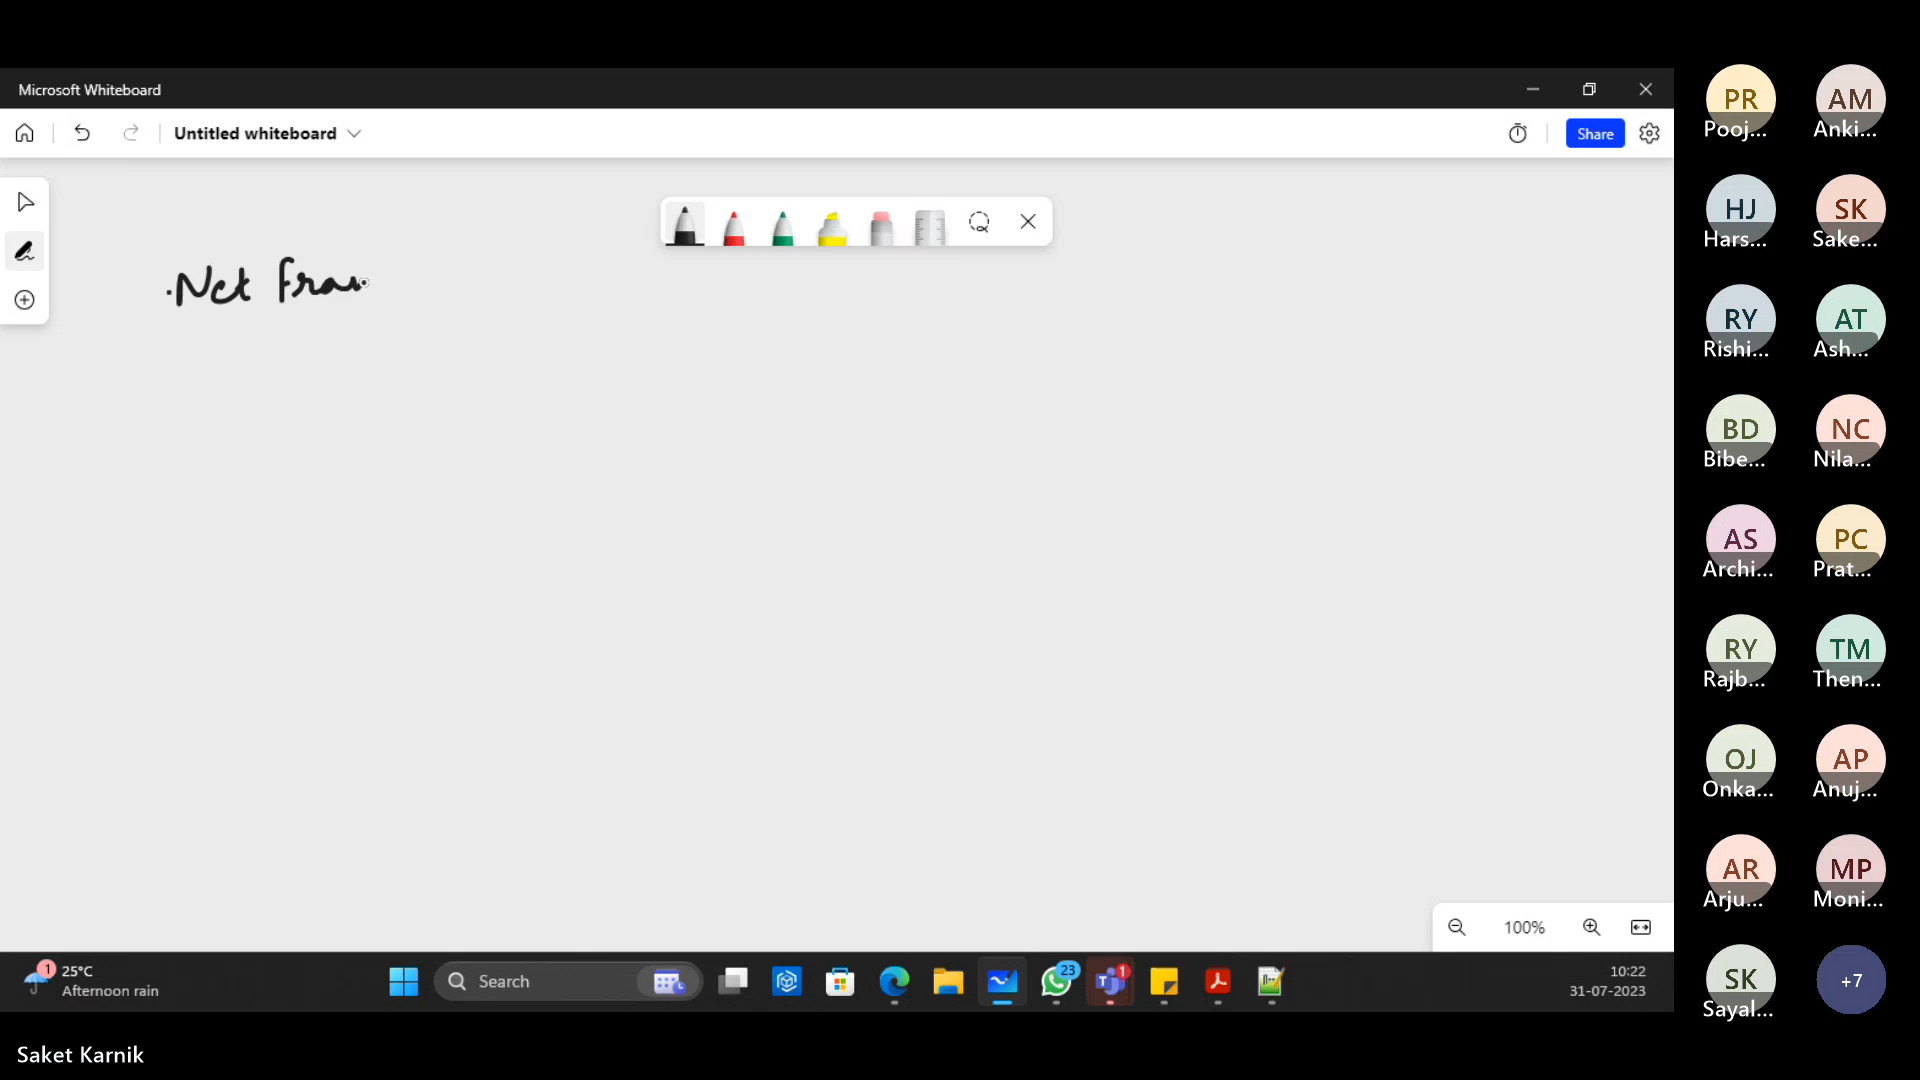 Microsoft Whiteboard
Untitled whiteboard
Share
.Net Fram
100%
1
25°C
Afternoon rain
Search
23
1
10:22
31-07-2023
Saket Karnik
PR
Pooj...
AM
Anki...
HJ
Hars...
SK
Sake...
RY
Rishi...
AT
Ash...
BD
Bibe...
NC
Nila...
AS
Archi...
PC
Prat...
RY
Rajb...
TM
Then...
OJ
Onka...
AP
Anuj...
AR
Arju...
MP
Moni...
SK
Sayal...
+7